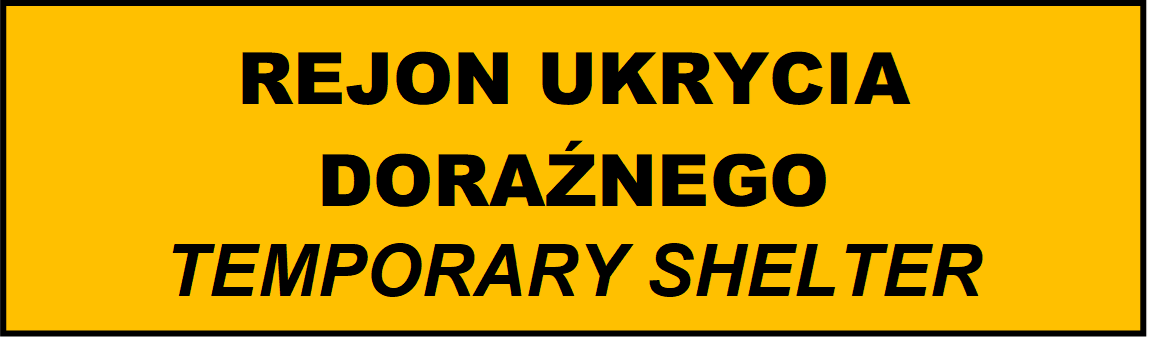 REJON UKRYCIA
DORAŹNEGO
TEMPORARY SHELTER